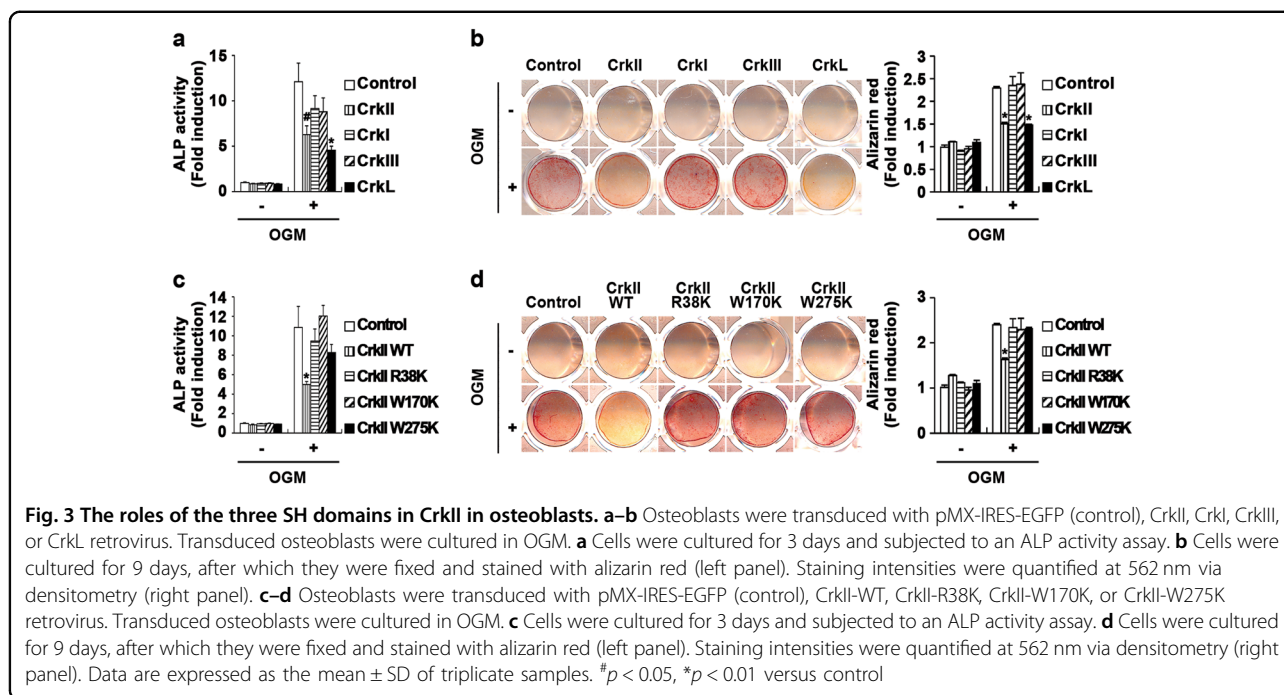 a
ALP activity
(Fold induction)
15
10
5
0
#
*
- +
OGM
Control
CrkII
CrkI
CrkIII
CrkL
b
Control CrkII CrkI CrkIII CrkL
OGM
-
+
Alizarin red
(Fold induction)
3
2.5
2
1.5
1
0.5
0
*
*
- +
OGM
Control
CrkII
CrkI
CrkIII
CrkL
c
ALP activity
(Fold induction)
14
12
10
8
6
4
2
0
*
- +
OGM
Control
CrkII WT
CrkII R38K
CrkII W170K
CrkII W275K
d
Control CrkII WT CrkII R38K CrkII W170K CrkII W275K
OGM
-
+
Alizarin red
(Fold induction)
3
2
1
0
*
- +
OGM
Control
CrkII WT
CrkII R38K
CrkII W170K
CrkII W275K
Fig. 3 The roles of the three SH domains in CrkII in osteoblasts. a–b Osteoblasts were transduced with pMX-IRES-EGFP (control), CrkII, CrkI, CrkIII,
or CrkL retrovirus. Transduced osteoblasts were cultured in OGM. a Cells were cultured for 3 days and subjected to an ALP activity assay. b Cells were
cultured for 9 days, after which they were fixed and stained with alizarin red (left panel). Staining intensities were quantified at 562 nm via
densitometry (right panel). c–d Osteoblasts were transduced with pMX-IRES-EGFP (control), CrkII-WT, CrkII-R38K, CrkII-W170K, or CrkII-W275K
retrovirus. Transduced osteoblasts were cultured in OGM. c Cells were cultured for 3 days and subjected to an ALP activity assay. d Cells were cultured
for 9 days, after which they were fixed and stained with alizarin red (left panel). Staining intensities were quantified at 562 nm via densitometry (right
panel). Data are expressed as the mean ± SD of triplicate samples. #p < 0.05, *p < 0.01 versus control